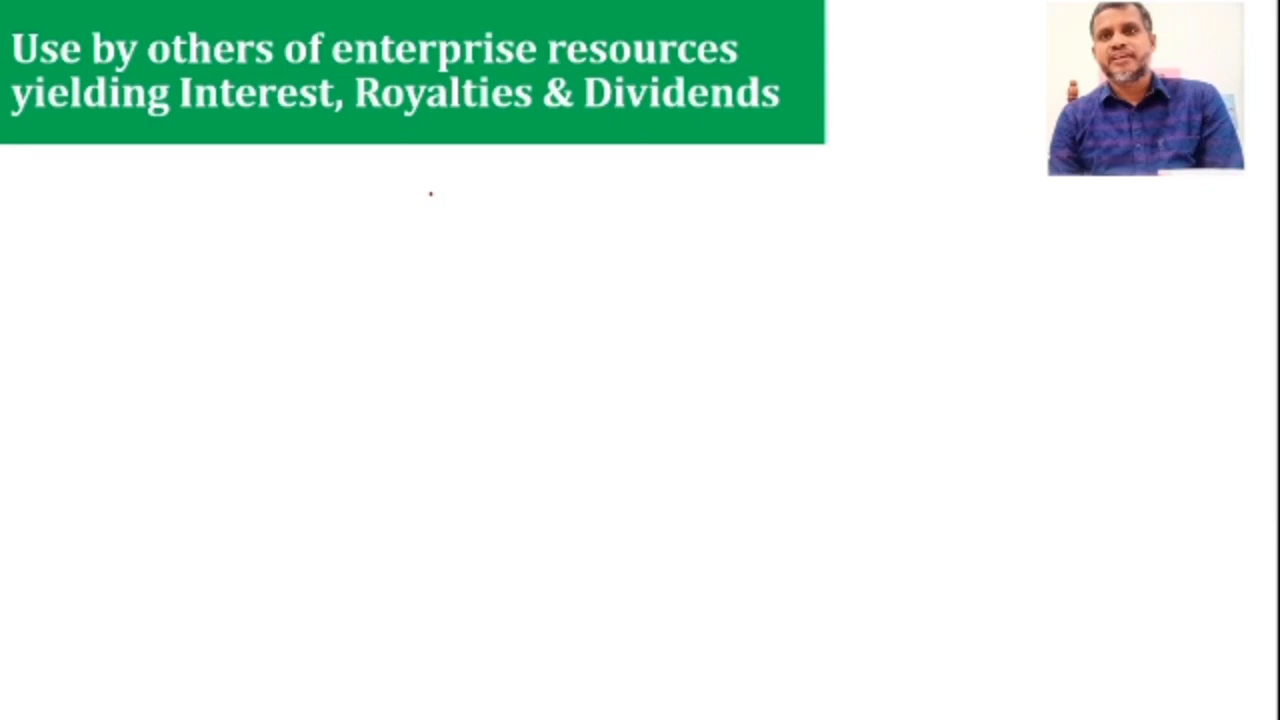 Use by others of enterprise resources
yielding Interest, Royalties & Dividends